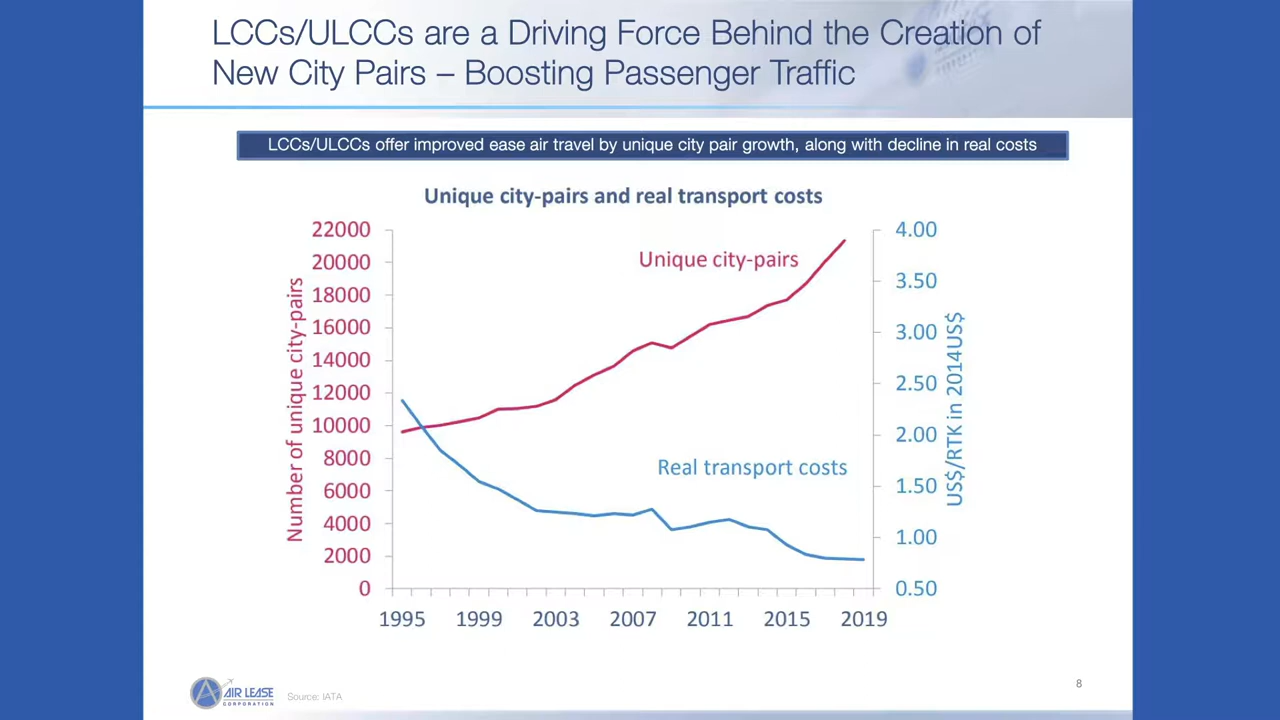 LCCs/ULCCs are a Driving Force Behind the Creation of
New City Pairs – Boosting Passenger Traffic
LCCs/ULCCs offer improved ease air travel by unique city pair growth, along with decline in real costs
Unique city-pairs and real transport costs
Number of unique city-pairs
22000
20000
18000
16000
14000
12000
10000
8000
6000
4000
2000
0
Unique city-pairs
Real transport costs
4.00
3.50
3.00
2.50
2.00
1.50
1.00
0.50
US$/RTK in 2014US$
1995 1999 2003 2007 2011 2015 2019
AIR LEASE
CORPORATION
Source: IATA
8